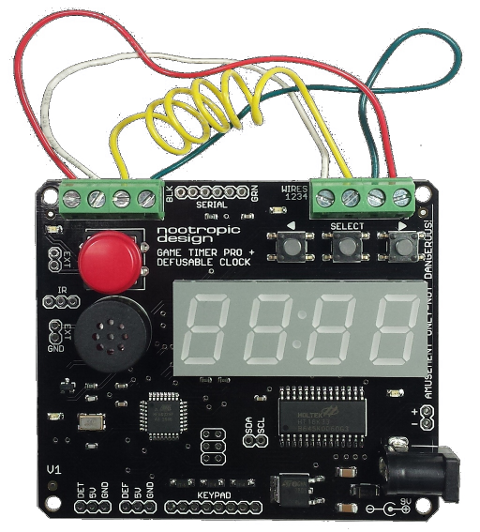 BLK
SERIAL
GRN
WIRES
1234
nootropic
design
GAME TIMER PRO +
DEFUSABLE CLOCK
SELECT
EXT
IR
EXT
GND
AMUSEMENT ONLY-NOT DANGEROUS!
HOLTEK
SDA
SCL
+
-
V1
DET
5V
GND
DEF
5V
GND
KEYPAD
9V
- +